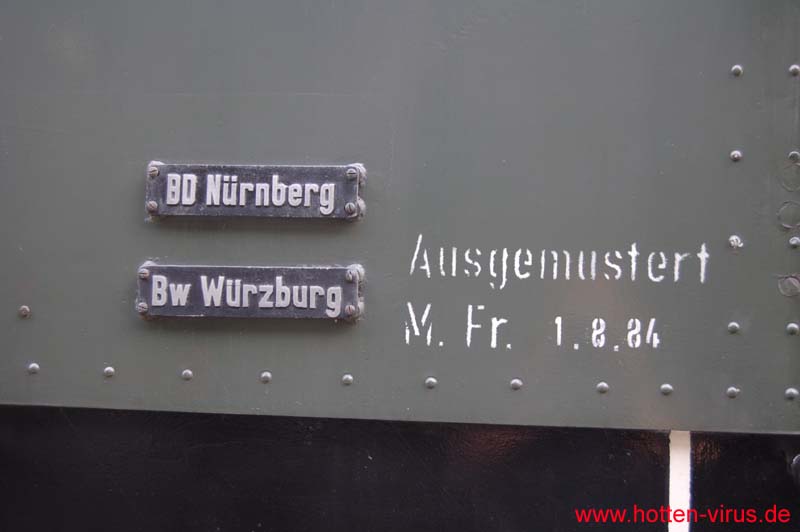 BD Nürnberg
Bw Würzburg
Ausgemustert
M. Fr. 1.8.84
www.hotten-virus.de